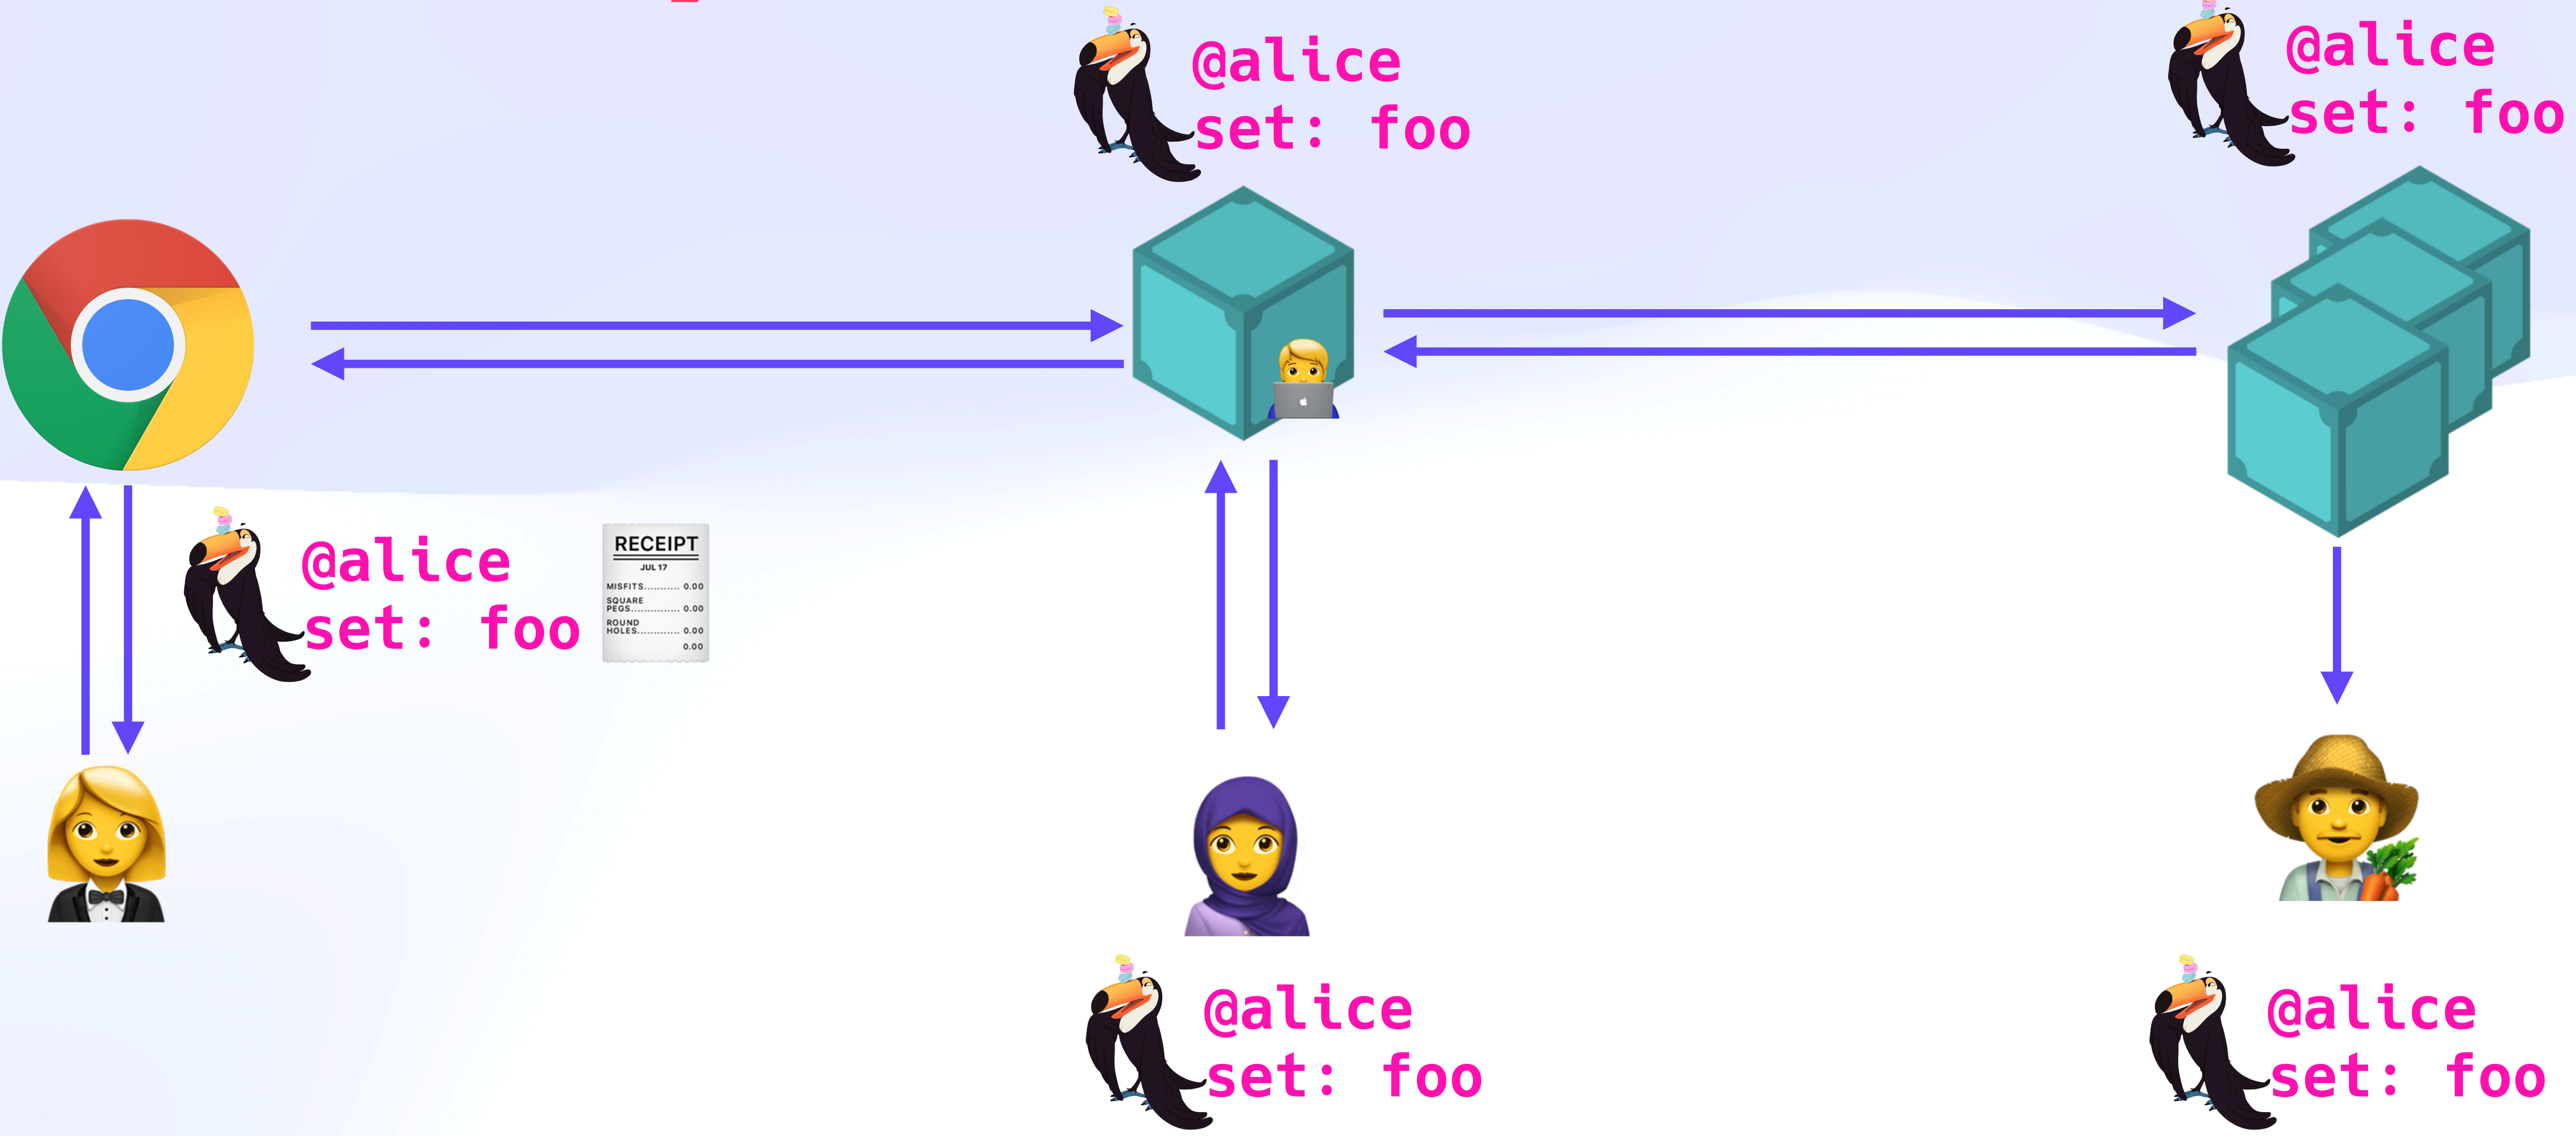 @alice
set: foo
@alice
set: foo
@alice
set: foo
RECEIPT
JUL 17
MISFITS........... 0.00
SQUARE
PEGS............... 0.00
ROUND
HOLES............. 0.00
0.00
@alice
set: foo
@alice
set: foo